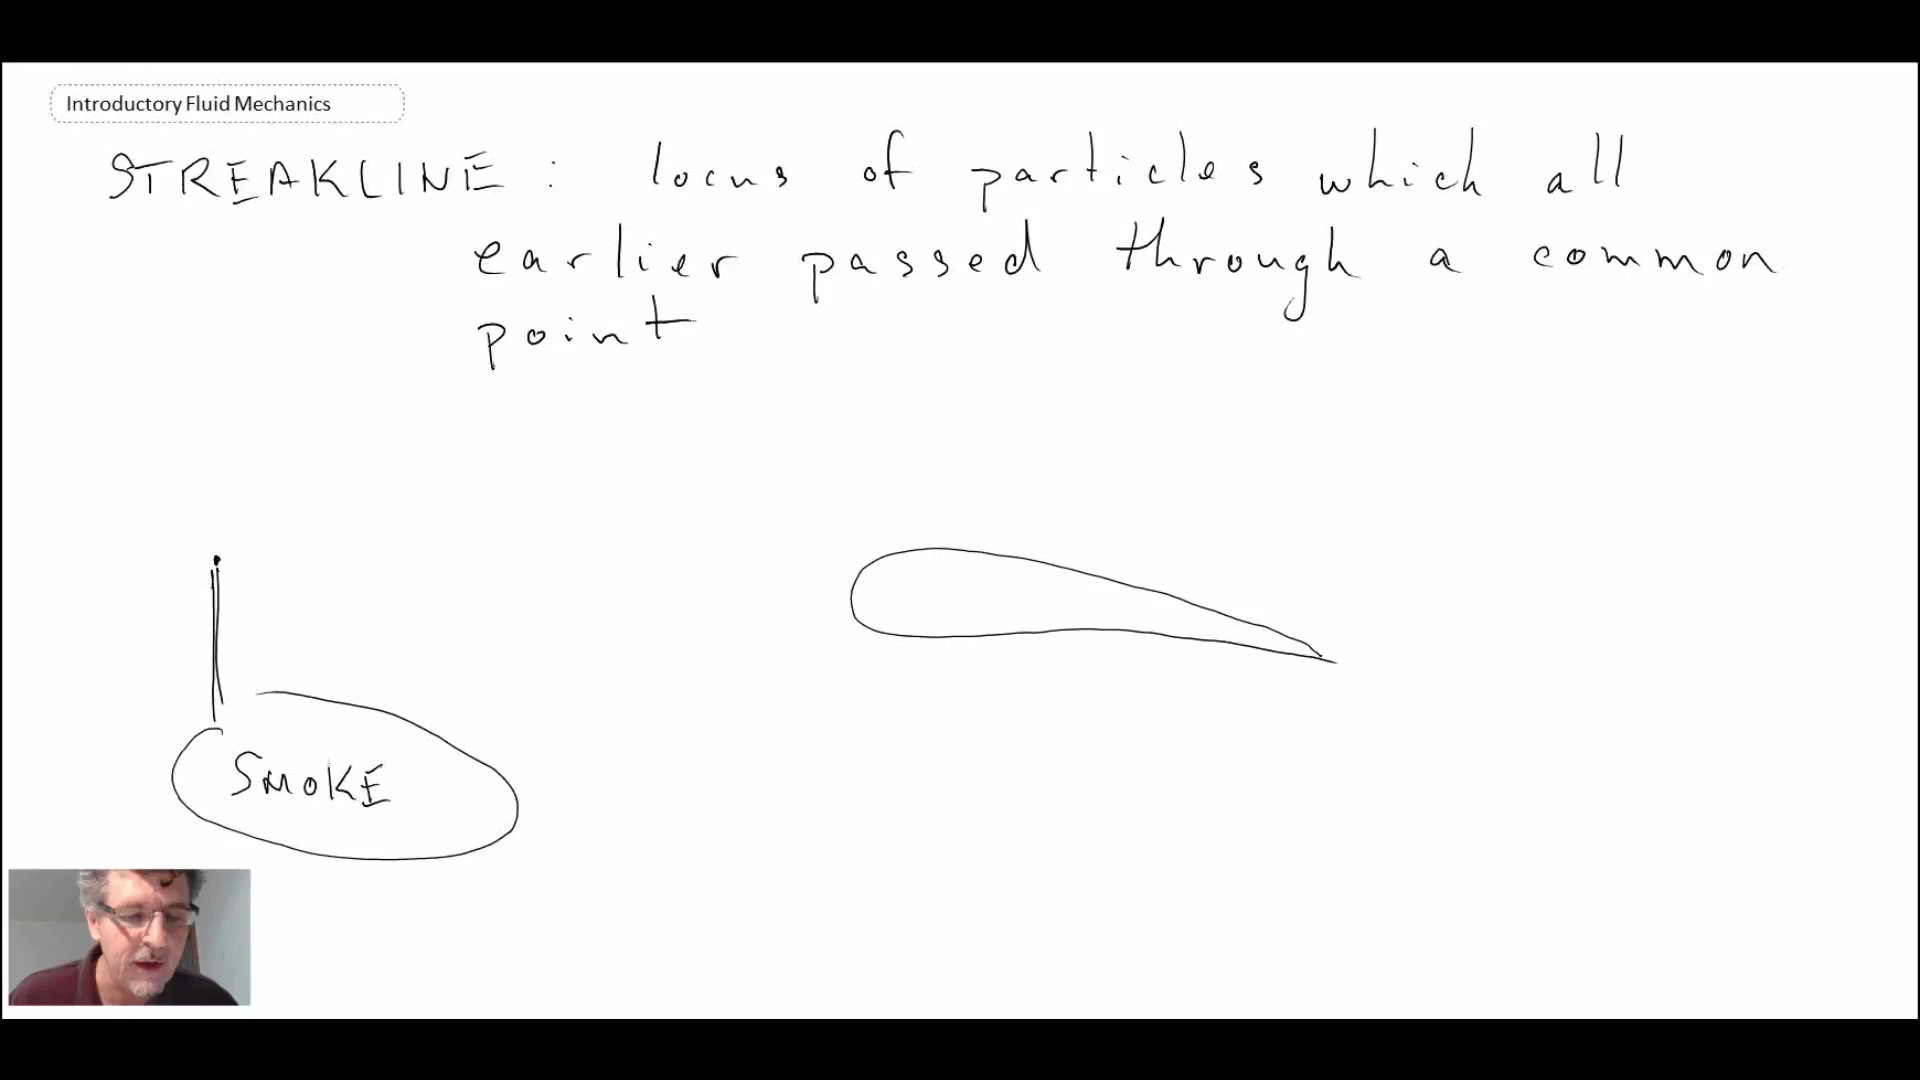 Introductory Fluid Mechanics
STREAKLINE : locus of particles which all
earlier passed through a common
point
SMOKE